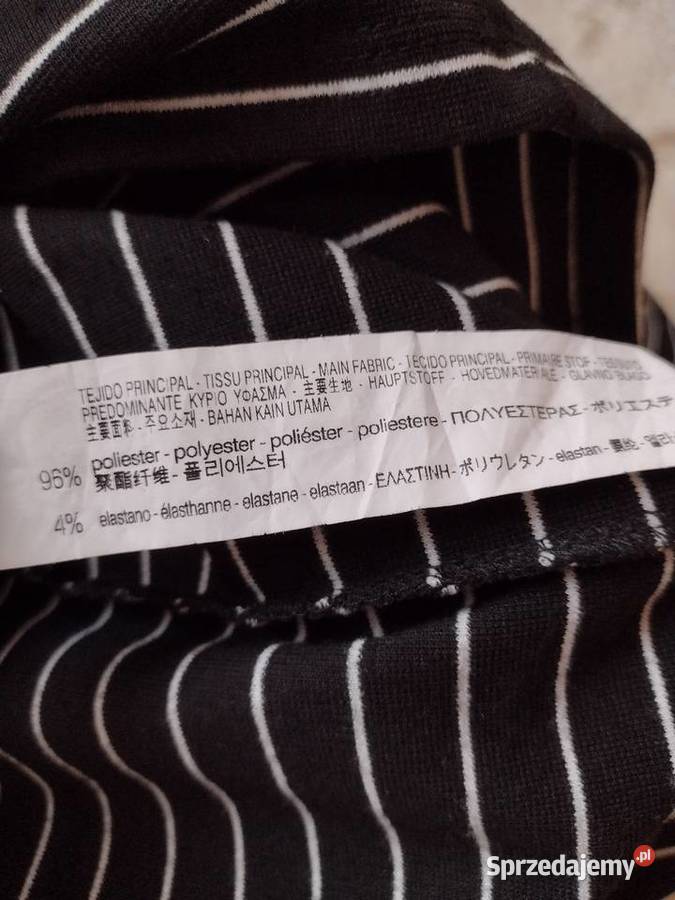 TEJIDO PRINCIPAL - TISSU PRINCIPAL - MAIN FABRIC - TECIDO PRINCIPAL - PRIMAIRE STOF - TESSUTO
PREDOMINANTE ΚΥΡΙΟ ΥΦΑΣΜΑ - 主要生地 - HAUPTSTOFF - HOVEDMATERIALE - GLAVNO BLAGO
主要面料 - 주요소재 - BAHAN KAIN UTAMA
96% poliester - polyester - poliéster - poliestere - ΠΟΛΥΕΣΤΕΡΑΣ - ポリエステ
聚酯纤维 - 폴리에스터
4% elastano - élasthanne - elastane - elastaan - ΕΛΑΣΤΙΝΗ - ポリウレタン - elastan -
Sprzedajemy.pl